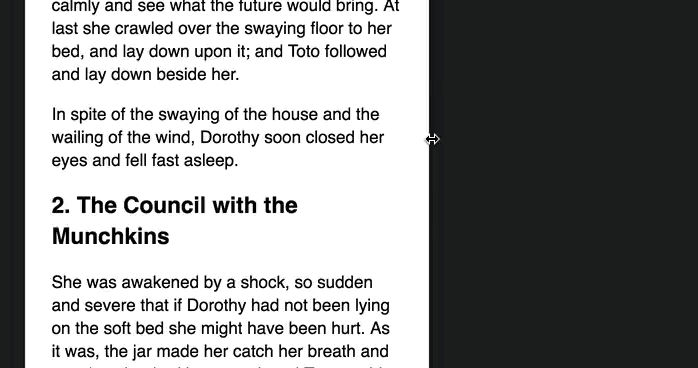 calmly and see what the future would bring. At
last she crawled over the swaying floor to her
bed, and lay down upon it; and Toto followed
and lay down beside her.
In spite of the swaying of the house and the
wailing of the wind, Dorothy soon closed her
eyes and fell fast asleep.
2. The Council with the
Munchkins
She was awakened by a shock, so sudden
and severe that if Dorothy had not been lying
on the soft bed she might have been hurt. As
it was, the jar made her catch her breath and